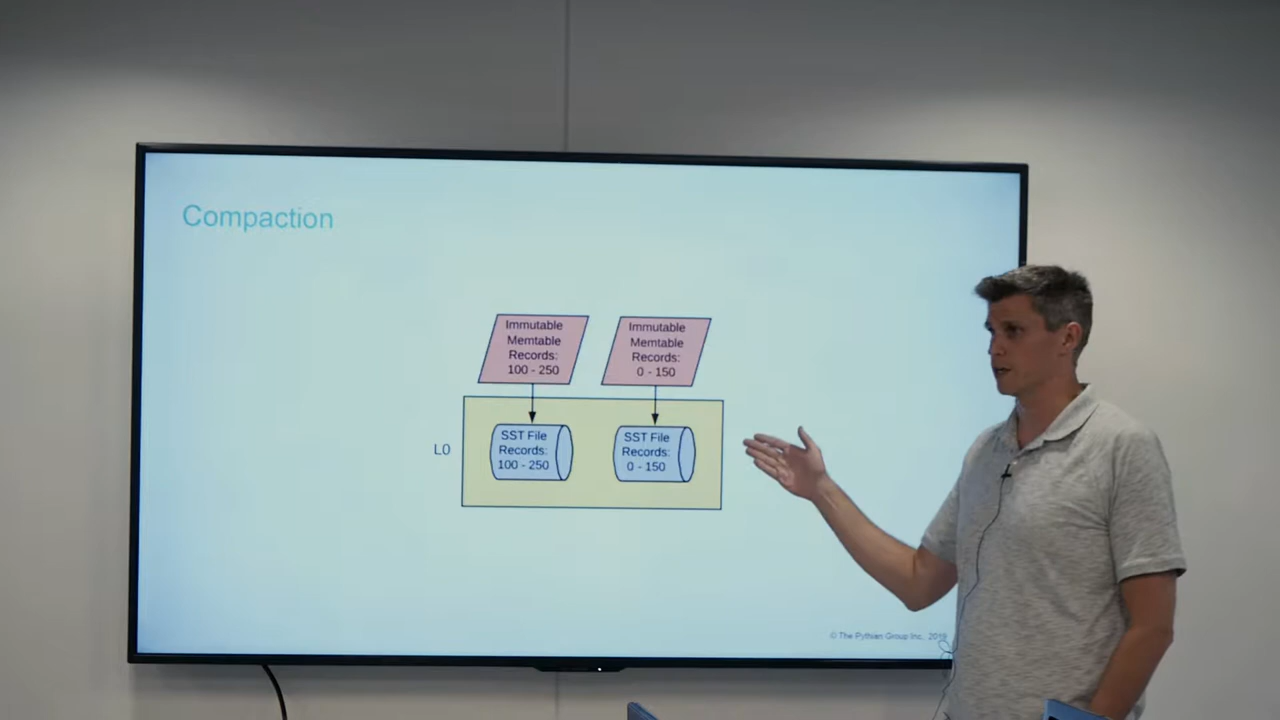 Compaction
Immutable
Memtable
Records:
100 - 250
Immutable
Memtable
Records:
0 - 150
L0
SST File
Records:
100 - 250
SST File
Records:
0 - 150
© The Pythian Group Inc., 2019